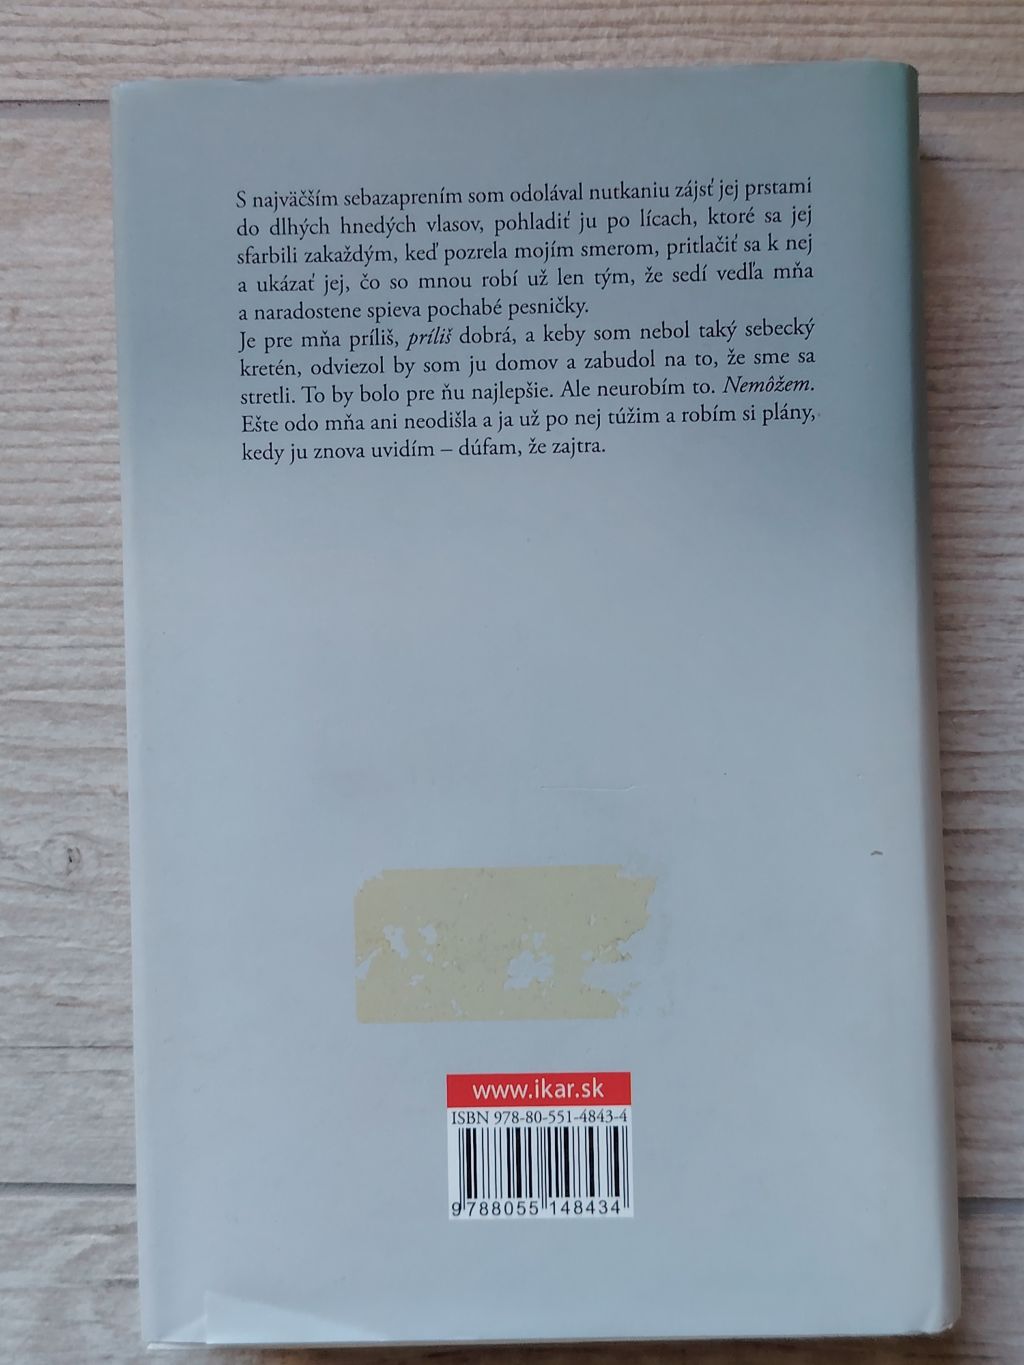 S najväčším sebazaprením som odolával nutkaniu zájsť jej prstami
do dlhých hnedých vlasov, pohladiť ju po lícach, ktoré sa jej
sfarbili zakaždým, keď pozrela mojím smerom, pritlačiť sa k nej
a ukázať jej, čo so mnou robí už len tým, že sedí vedľa mňa
a naradostene spieva pochabé pesničky.
Je pre mňa príliš, príliš dobrá, a keby som nebol taký sebecký
kretén, odviezol by som ju domov a zabudol na to, že sme sa
stretli. To by bolo pre ňu najlepšie. Ale neurobím to. Nemôžem.
Ešte odo mňa ani neodišla a ja už po nej túžim a robím si plány,
kedy ju znova uvidím – dúfam, že zajtra.
www.ikar.sk
ISBN 978-80-551-4843-4
9 788055 148434